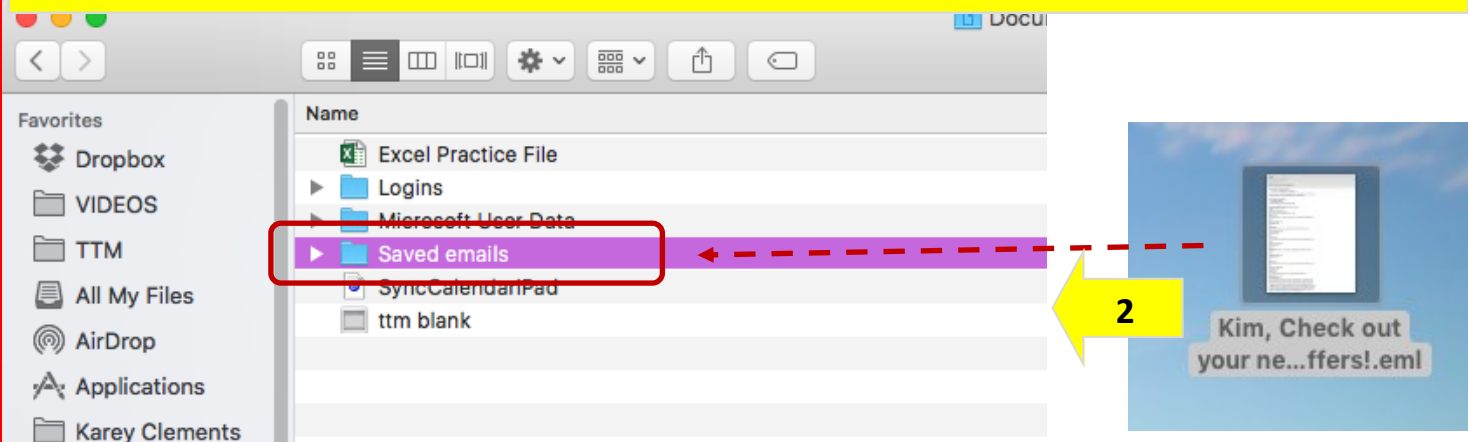 Docu
Favorites
Dropbox
VIDEOS
TTM
All My Files
AirDrop
Applications
Karey Clements
Name
Excel Practice File
Logins
Microsoft User Data
Saved emails
SyncCalendariPad
ttm blank
2
Kim, Check out
your ne...ffers!.eml